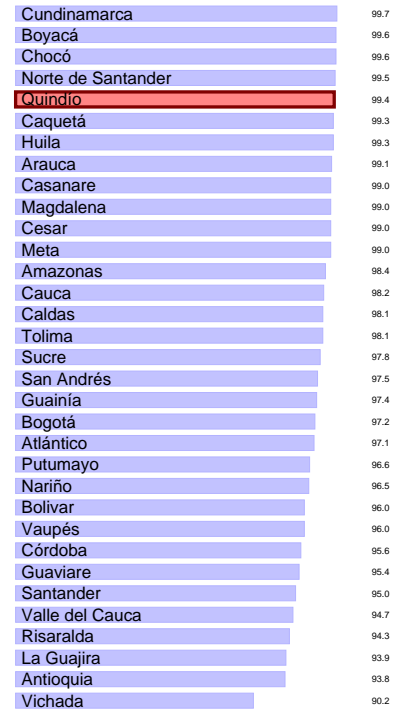 Cundinamarca 99.7
Boyacá 99.6
Chocó 99.6
Norte de Santander 99.5
Quindío 99.4
Caquetá 99.3
Huila 99.3
Arauca 99.1
Casanare 99.0
Magdalena 99.0
Cesar 99.0
Meta 99.0
Amazonas 98.4
Cauca 98.2
Caldas 98.1
Tolima 98.1
Sucre 97.8
San Andrés 97.5
Guainía 97.4
Bogotá 97.2
Atlántico 97.1
Putumayo 96.6
Nariño 96.5
Bolivar 96.0
Vaupés 96.0
Córdoba 95.6
Guaviare 95.4
Santander 95.0
Valle del Cauca 94.7
Risaralda 94.3
La Guajira 93.9
Antioquia 93.8
Vichada 90.2